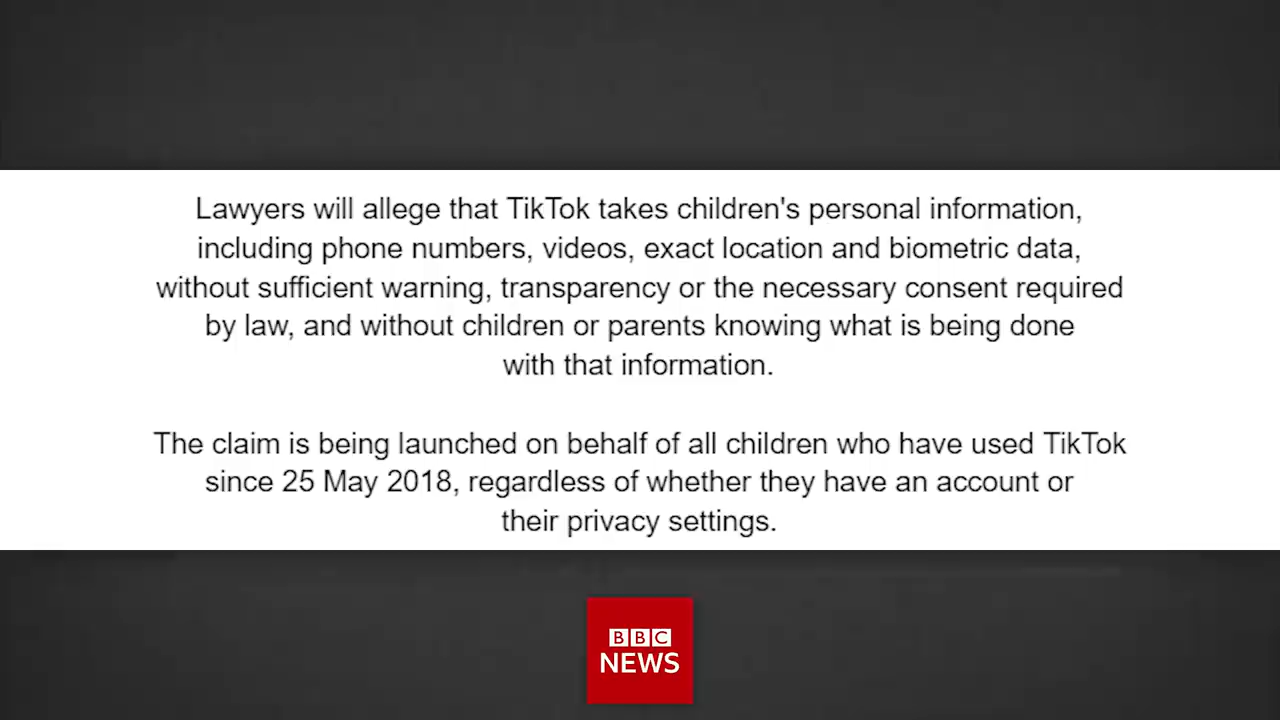 Lawyers will allege that TikTok takes children's personal information,
including phone numbers, videos, exact location and biometric data,
without sufficient warning, transparency or the necessary consent required
by law, and without children or parents knowing what is being done
with that information.
The claim is being launched on behalf of all children who have used TikTok
since 25 May 2018, regardless of whether they have an account or
their privacy settings.
BBC
NEWS